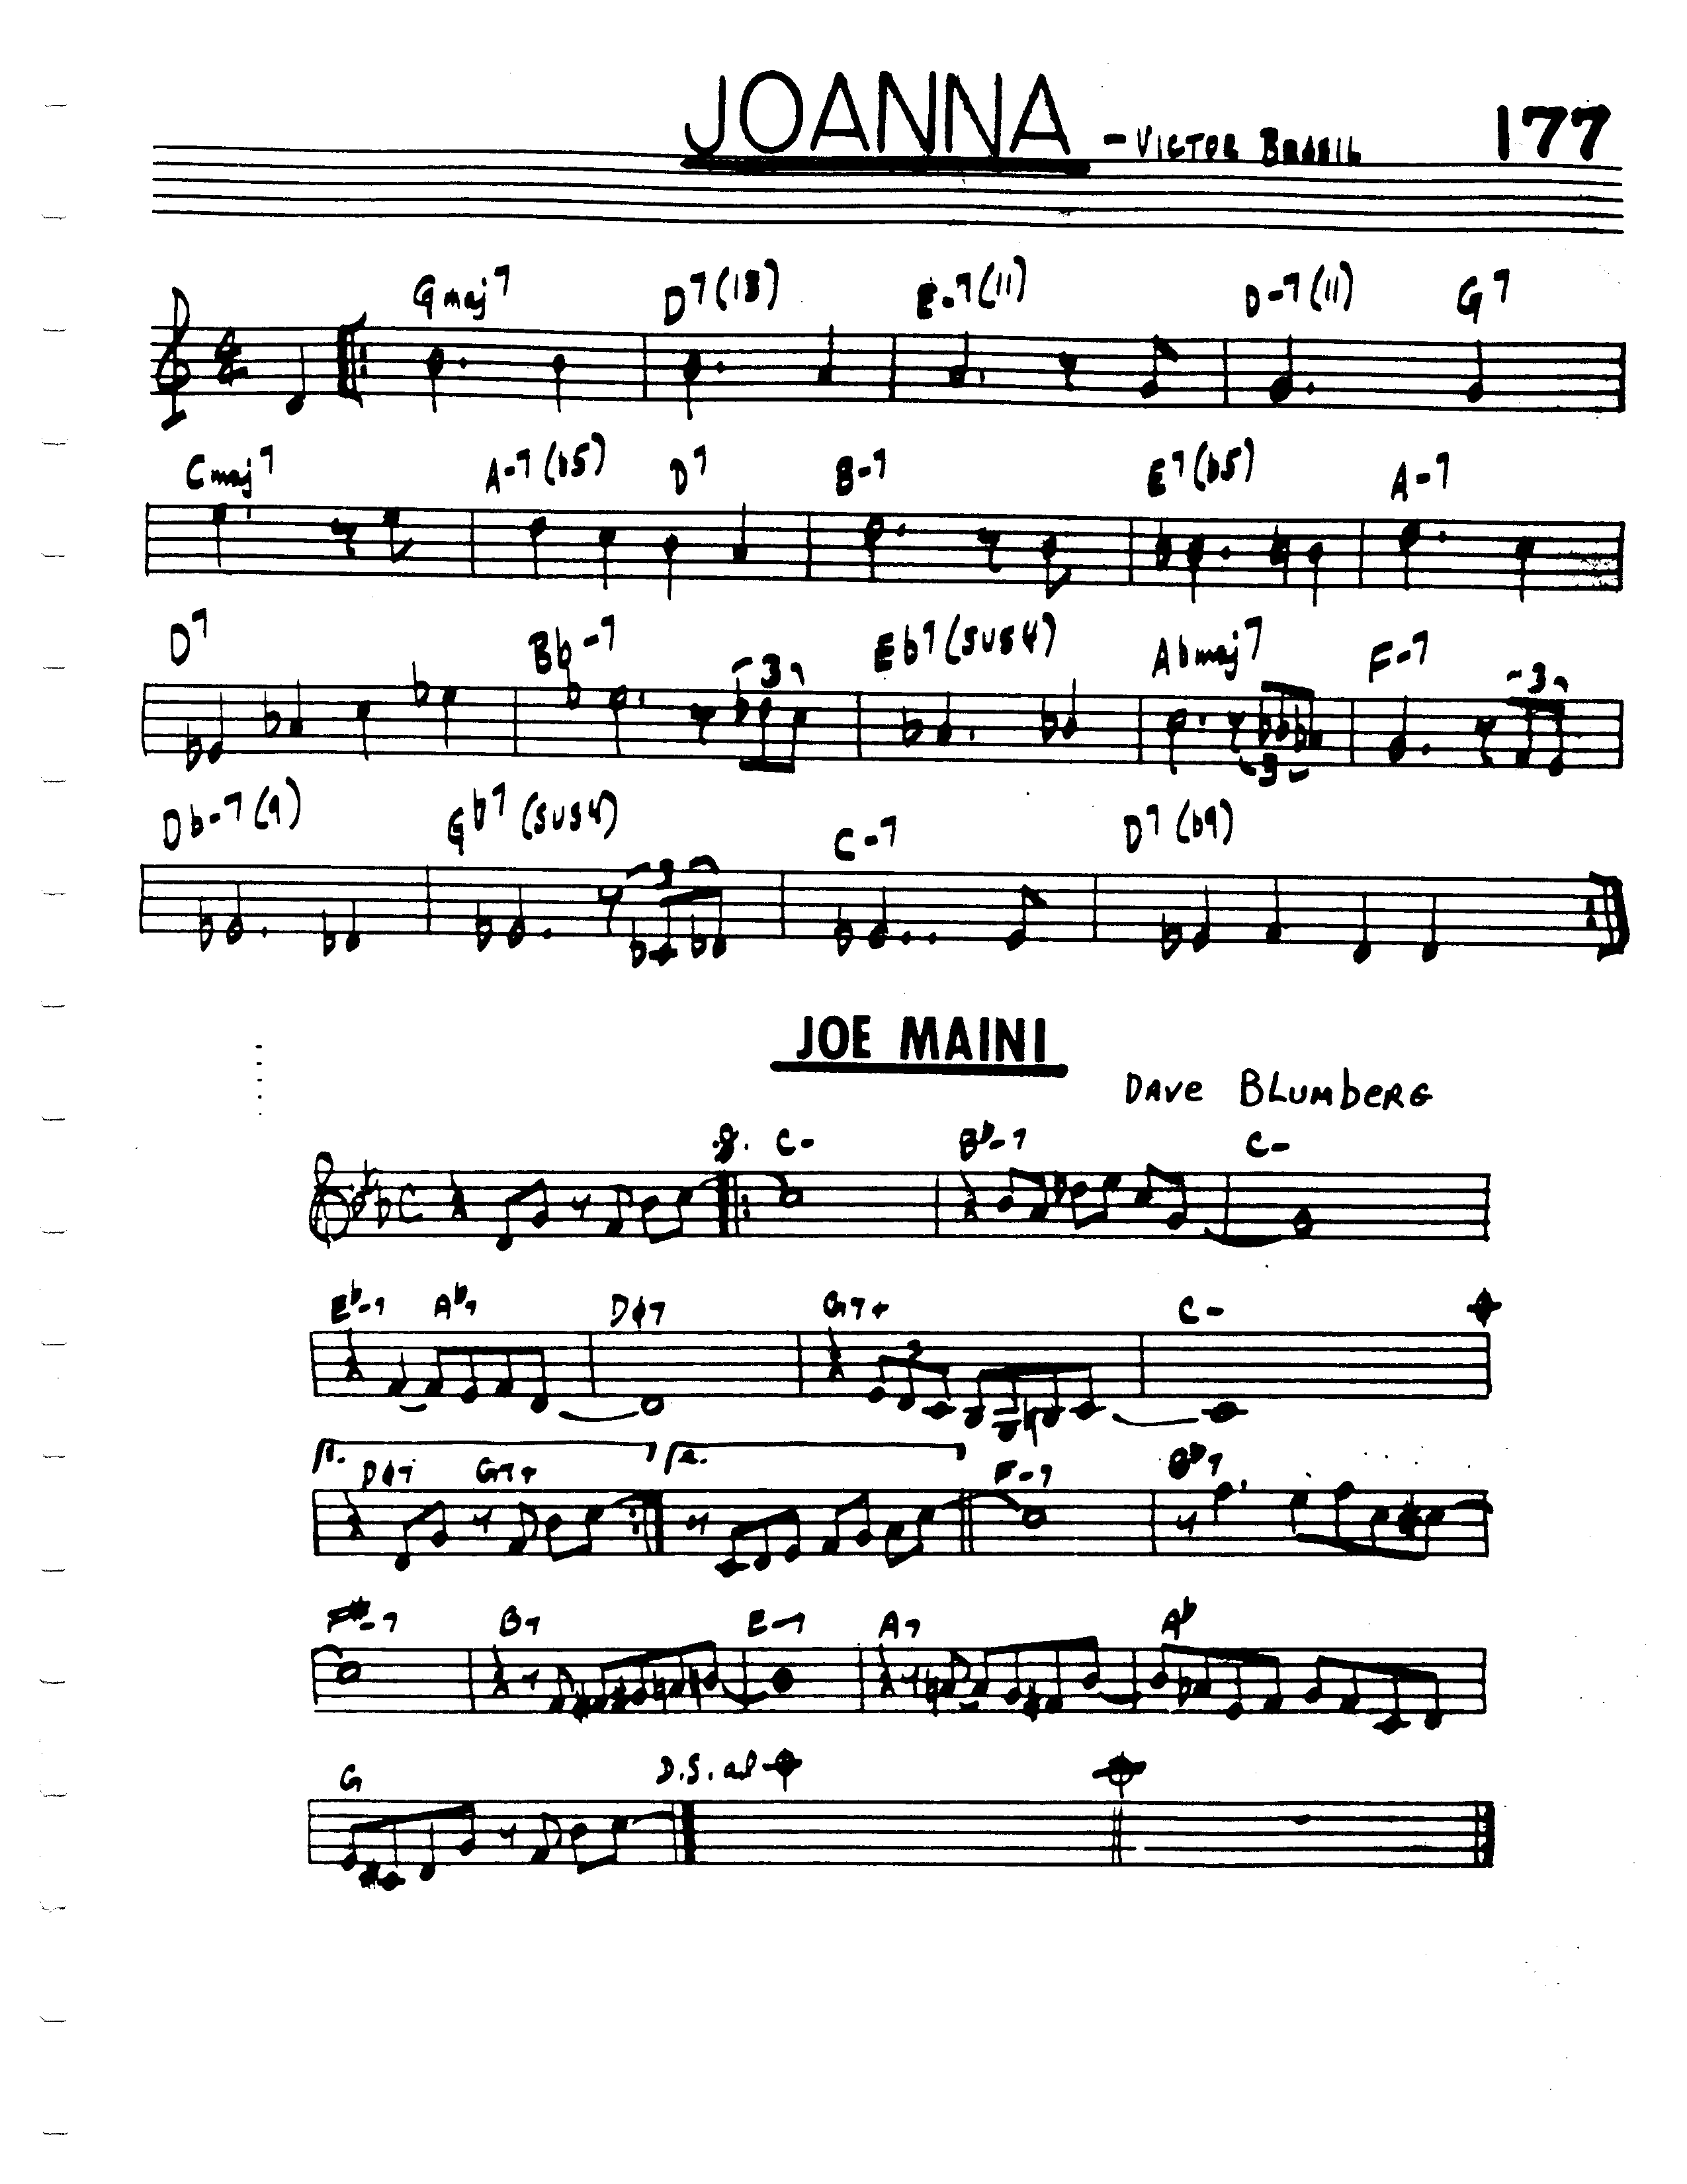 JOANNA - VICTOR BRASIL 177
Gmaj7 D7(13) E-7(11) D-7(11) G7
Cmaj7 A-7(b5) D7 B-7 E7(b5) A-7
D7 Bb-7 3 Eb7(sus4) Abmaj7 3 F-7 3
Db-7(9) Gb7(sus4) 3 C-7 D7(b9)
JOE MAINI
DAVE BLUMBERG
C- Bb-7 C-
Eb-7 Ab7 Dø7 G7+ 3 C-
1. Dø7 G7+ 2. F-7 Bb7
F#-7 B7 E-7 A7 Ab
G D.S. al